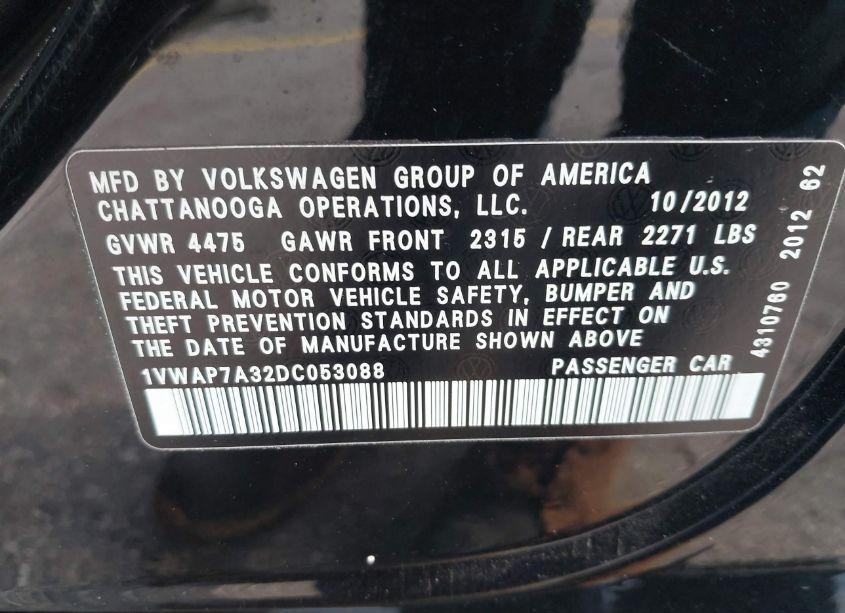 MFD BY VOLKSWAGEN GROUP OF AMERICA
CHATTANOOGA OPERATIONS, LLC. 10/2012
GVWR 4475 GAWR FRONT 2315 / REAR 2271 LBS
THIS VEHICLE CONFORMS TO ALL APPLICABLE U.S.
FEDERAL MOTOR VEHICLE SAFETY, BUMPER AND
THEFT PREVENTION STANDARDS IN EFFECT ON
THE DATE OF MANUFACTURE SHOWN ABOVE
1VWAP7A32DC053088 PASSENGER CAR
4310760 2012 62